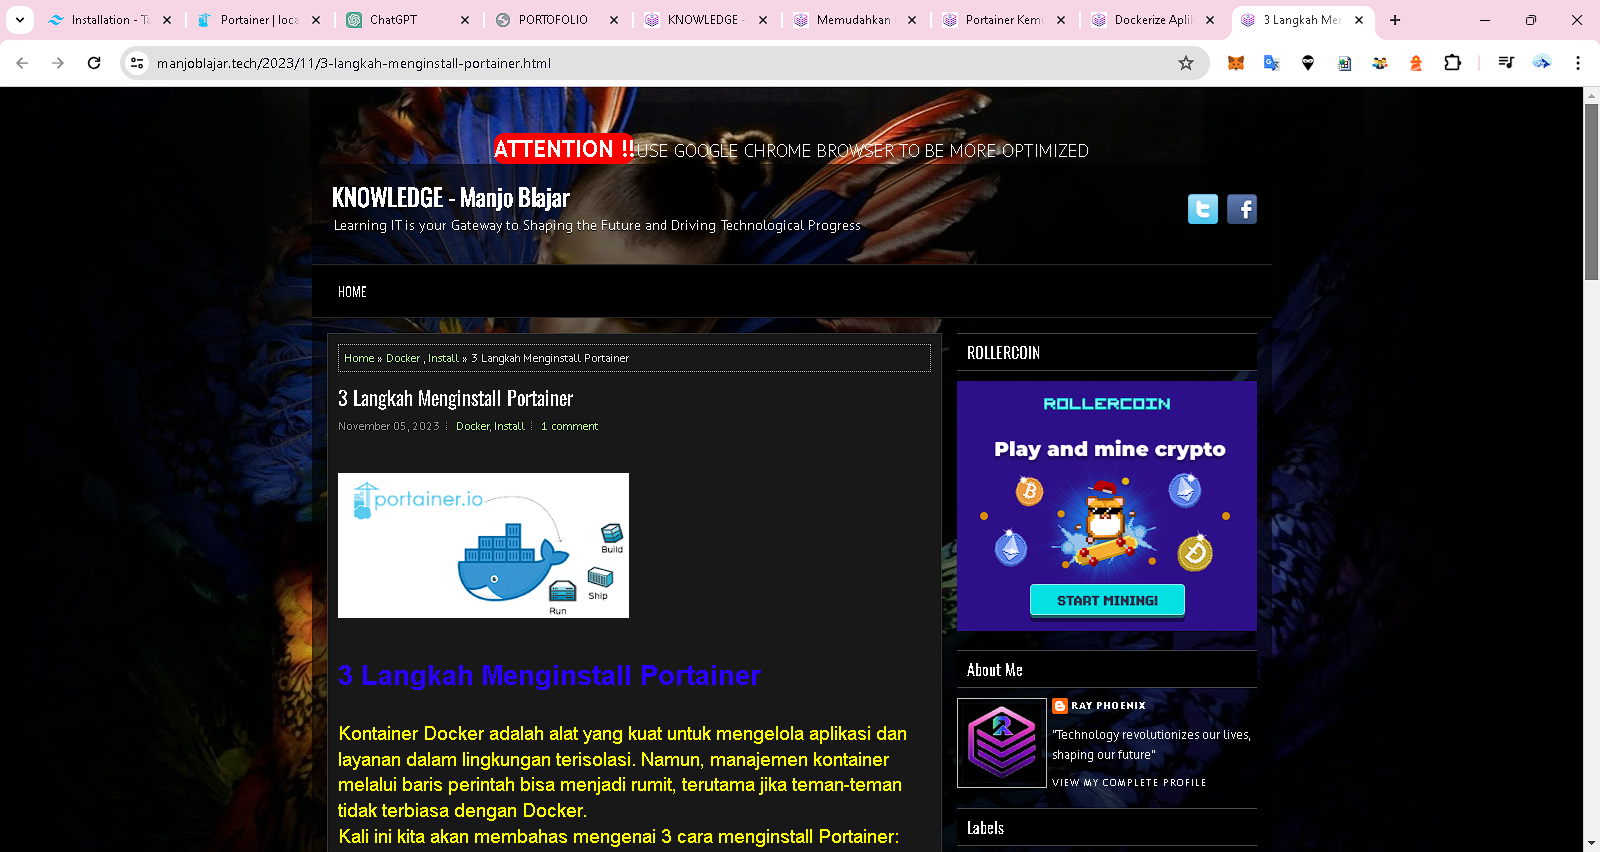 Installation - Ta
Portainer | loca
ChatGPT
PORTOFOLIO
KNOWLEDGE -
Memudahkan
Portainer Kemu
Dockerize Aplik
3 Langkah Men
manjoblajar.tech/2023/11/3-langkah-menginstall-portainer.html
ATTENTION !!USE GOOGLE CHROME BROWSER TO BE MORE OPTIMIZED
KNOWLEDGE - Manjo Blajar
Learning IT is your Gateway to Shaping the Future and Driving Technological Progress
HOME
Home » Docker , Install » 3 Langkah Menginstall Portainer
3 Langkah Menginstall Portainer
November 05, 2023
Docker, Install
1 comment
portainer.io
Build
Ship
Run
3 Langkah Menginstall Portainer
Kontainer Docker adalah alat yang kuat untuk mengelola aplikasi dan
layanan dalam lingkungan terisolasi. Namun, manajemen kontainer
melalui baris perintah bisa menjadi rumit, terutama jika teman-teman
tidak terbiasa dengan Docker.
Kali ini kita akan membahas mengenai 3 cara menginstall Portainer:
ROLLERCOIN
ROLLERCOIN
Play and mine crypto
START MINING!
About Me
RAY PHOENIX
"Technology revolutionizes our lives,
shaping our future"
VIEW MY COMPLETE PROFILE
Labels